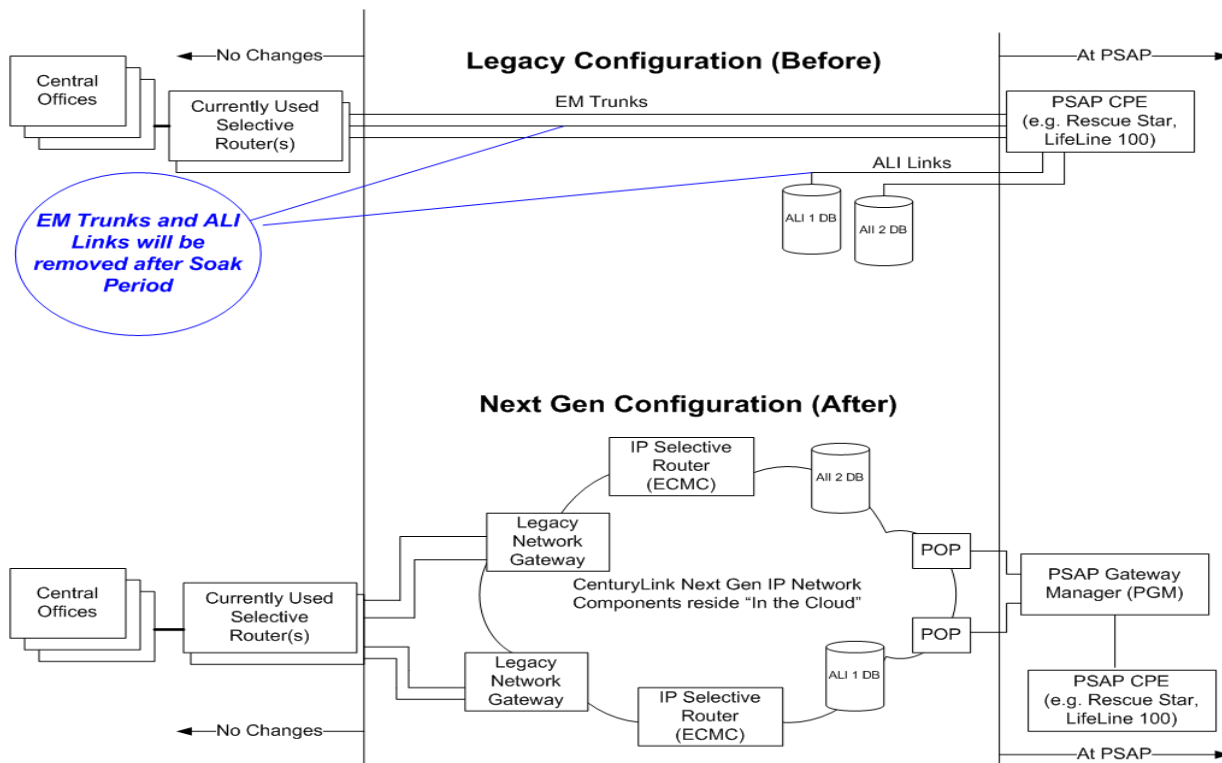 No Changes
Legacy Configuration (Before)
At PSAP
Central
Offices
Currently Used
Selective
Router(s)
EM Trunks
PSAP CPE
(e.g. Rescue Star,
LifeLine 100)
ALI Links
ALI 1 DB
All 2 DB
EM Trunks and ALI
Links will be
removed after Soak
Period
Next Gen Configuration (After)
IP Selective
Router
(ECMC)
All 2 DB
Legacy
Network
Gateway
POP
Central
Offices
Currently Used
Selective
Router(s)
CenturyLink Next Gen IP Network
Components reside “In the Cloud”
PSAP Gateway
Manager (PGM)
POP
Legacy
Network
Gateway
ALI 1 DB
IP Selective
Router
(ECMC)
PSAP CPE
(e.g. Rescue Star,
LifeLine 100)
No Changes
At PSAP